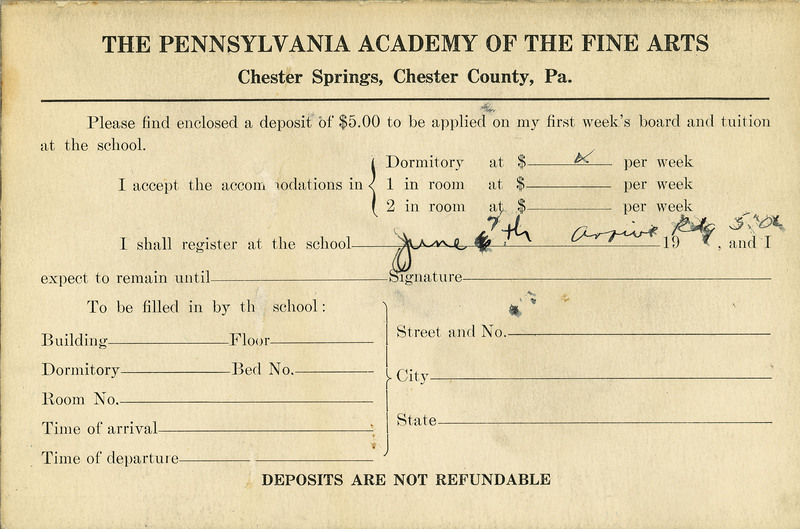 THE PENNSYLVANIA ACADEMY OF THE FINE ARTS
Chester Springs, Chester County, Pa.
Please find enclosed a deposit of $5.00 to be applied on my first week's board and tuition
at the school.
I accept the accom odations in
Dormitory at $ x per week
1 in room at $ per week
2 in room at $ per week
I shall register at the school June th arrive 19 , and I
expect to remain until Signature
To be filled in by th school:
Building Floor
Dormitory Bed No.
Room No.
Time of arrival
Time of departure
Street and No.
City
State
DEPOSITS ARE NOT REFUNDABLE